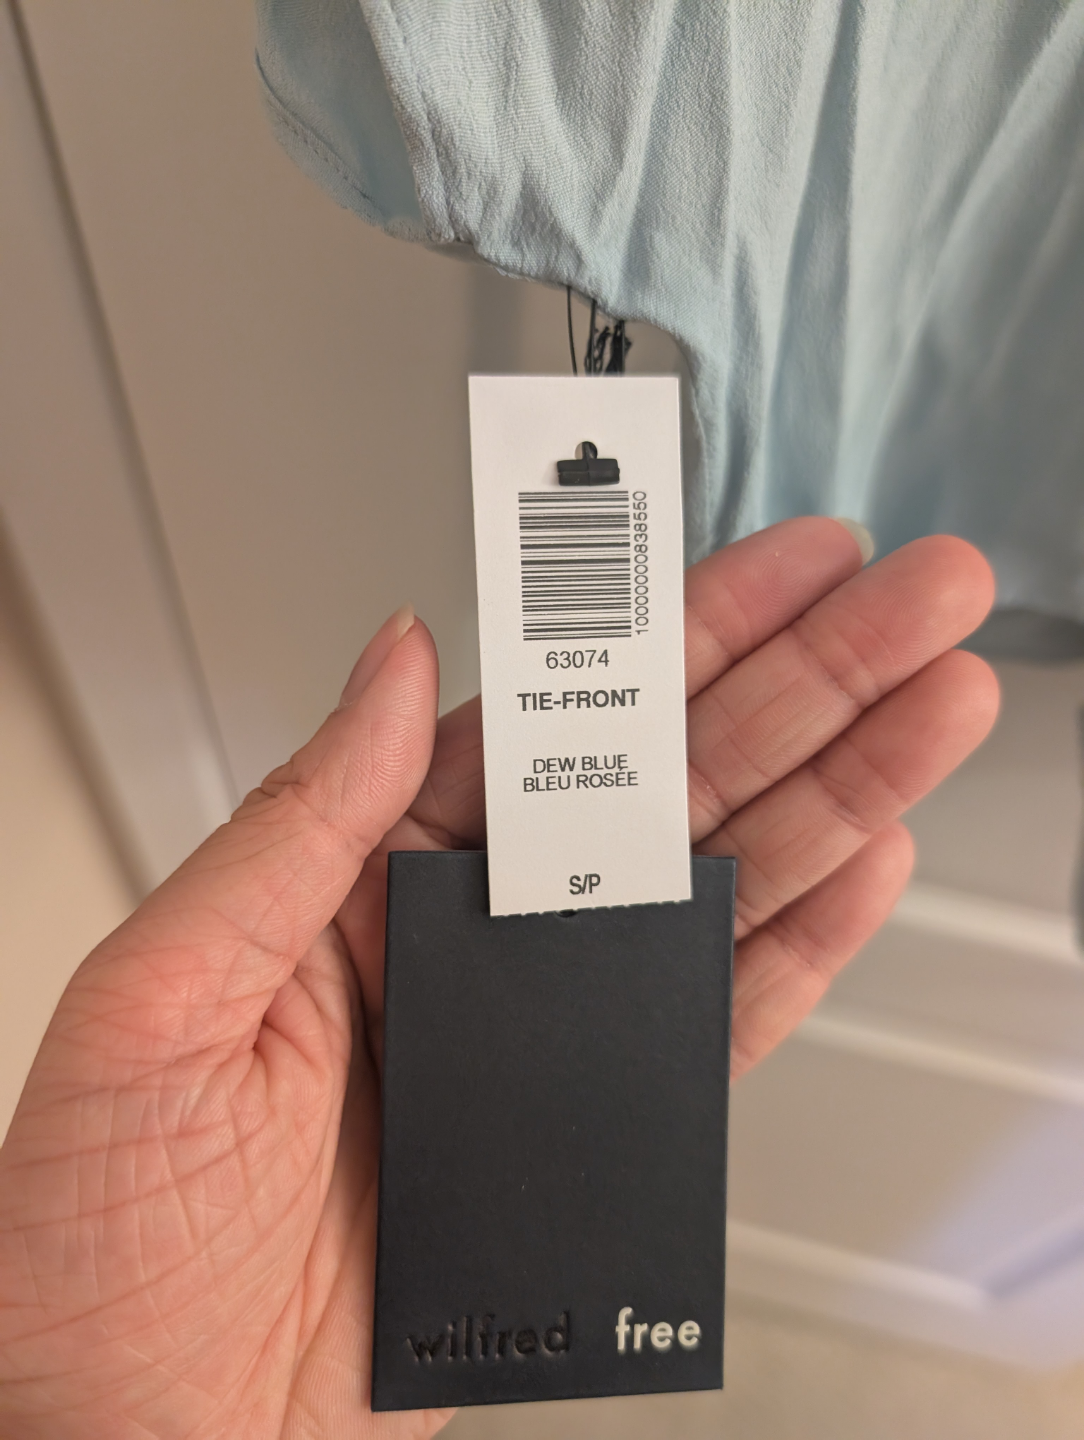 1000000838550
63074
TIE-FRONT
DEW BLUE
BLEU ROSÉE
S/P
wilfred free